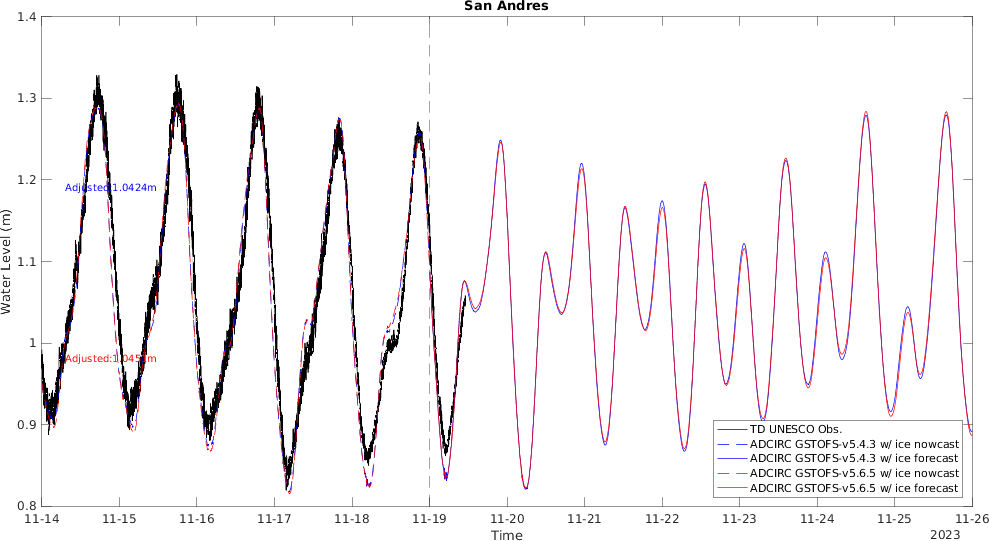 San Andres
Water Level (m)
1.4
1.3
1.2
1.1
1
0.9
0.8
Adjusted:1.0424m
TD UNESCO Obs.
ADCIRC GSTOFS-v5.4.3 w/ ice nowcast
ADCIRC GSTOFS-v5.4.3 w/ ice forecast
ADCIRC GSTOFS-v5.6.5 w/ ice nowcast
ADCIRC GSTOFS-v5.6.5 w/ ice forecast
11-14 11-15 11-16 11-17 11-18 11-19 11-20 11-21 11-22 11-23 11-24 11-25 11-26
Time
2023